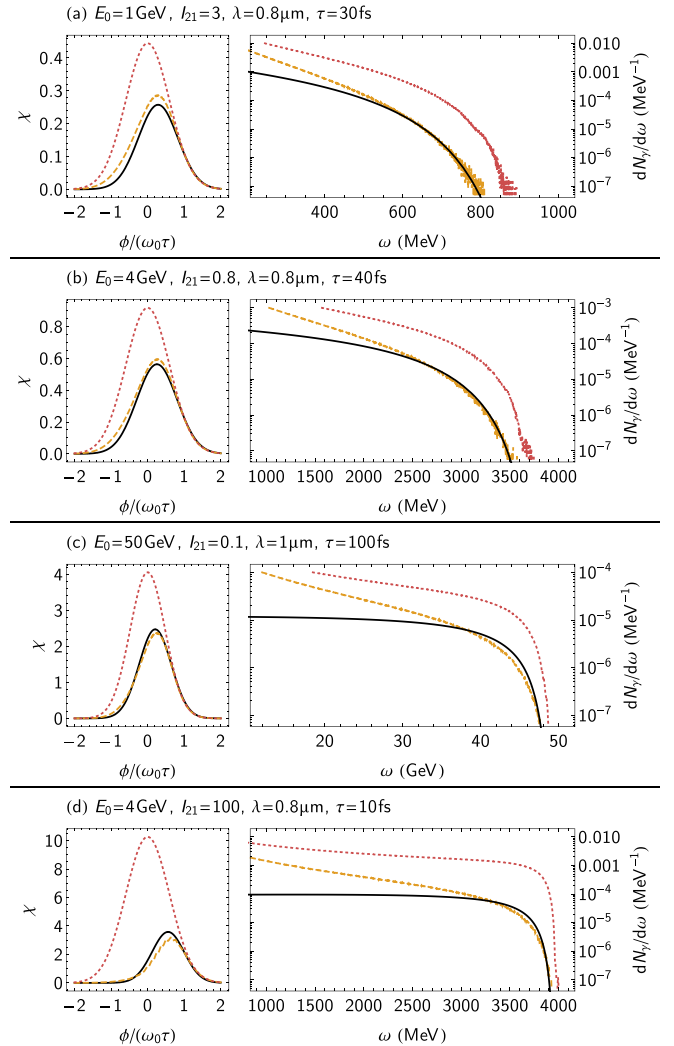 (a) E₀=1GeV, I₂₁=3, λ=0.8μm, τ=30fs
χ
0.4
0.3
0.2
0.1
0.0
−2 −1 0 1 2
ϕ/(ω₀τ)
400 600 800 1000
ω (MeV)
0.010
0.001
10⁻⁴
10⁻⁵
10⁻⁶
10⁻⁷
dNᵧ/dω (MeV⁻¹)
(b) E₀=4GeV, I₂₁=0.8, λ=0.8μm, τ=40fs
χ
0.8
0.6
0.4
0.2
0.0
−2 −1 0 1 2
ϕ/(ω₀τ)
1000 1500 2000 2500 3000 3500 4000
ω (MeV)
10⁻³
10⁻⁴
10⁻⁵
10⁻⁶
10⁻⁷
dNᵧ/dω (MeV⁻¹)
(c) E₀=50GeV, I₂₁=0.1, λ=1μm, τ=100fs
χ
4
3
2
1
0
−2 −1 0 1 2
ϕ/(ω₀τ)
20 30 40 50
ω (GeV)
10⁻⁴
10⁻⁵
10⁻⁶
10⁻⁷
dNᵧ/dω (MeV⁻¹)
(d) E₀=4GeV, I₂₁=100, λ=0.8μm, τ=10fs
χ
10
8
6
4
2
0
−2 −1 0 1 2
ϕ/(ω₀τ)
1000 1500 2000 2500 3000 3500 4000
ω (MeV)
0.010
0.001
10⁻⁴
10⁻⁵
10⁻⁶
10⁻⁷
dNᵧ/dω (MeV⁻¹)